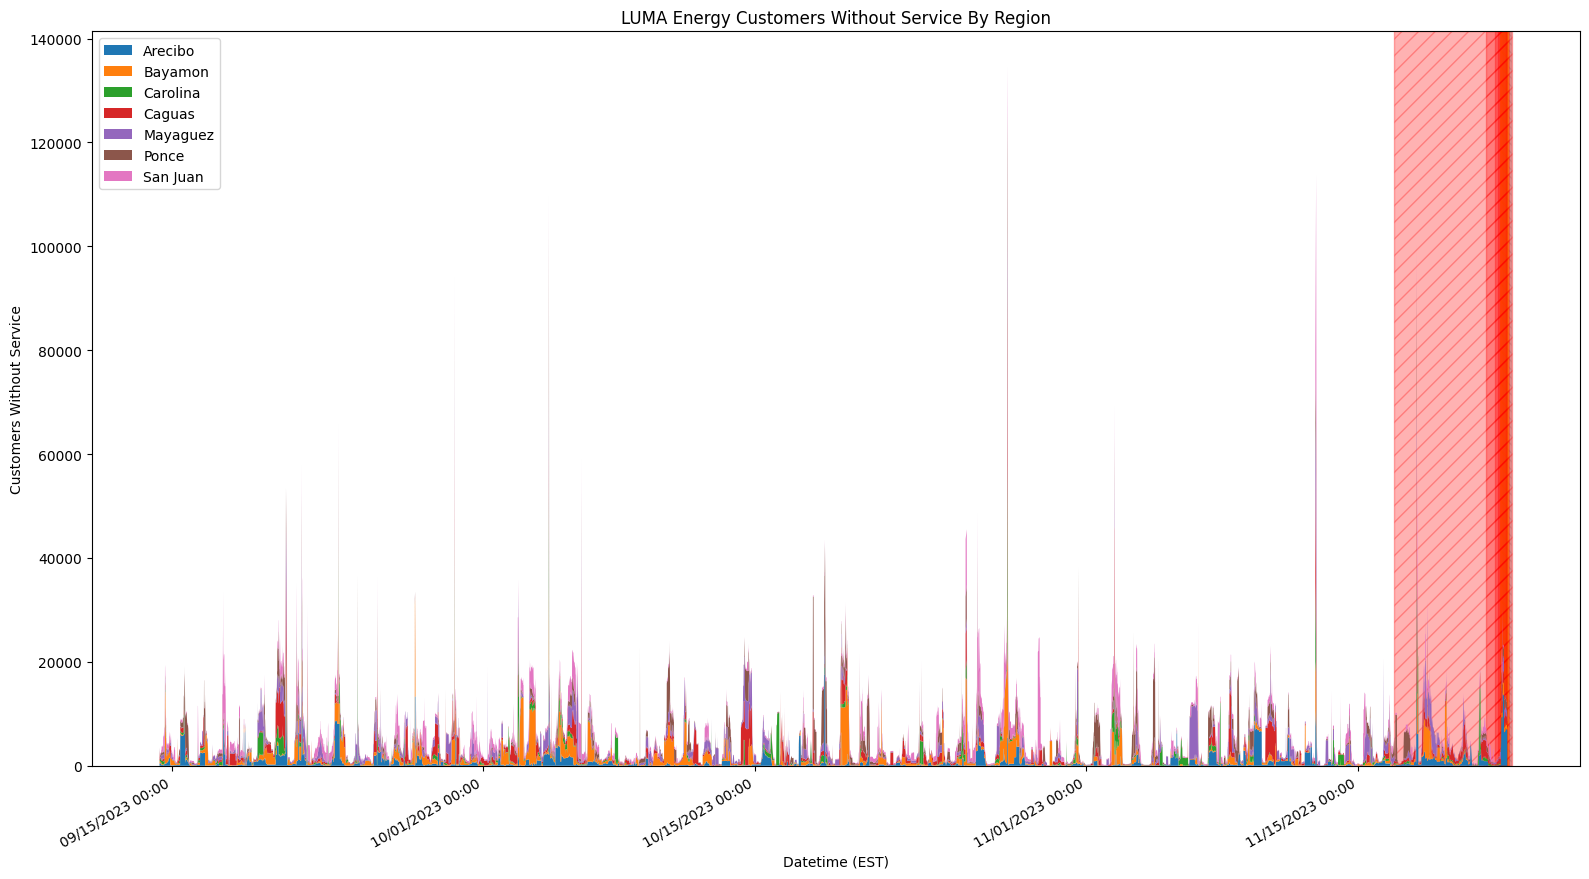 LUMA Energy Customers Without Service By Region
140000
120000
100000
80000
60000
40000
20000
0
Customers Without Service
Arecibo
Bayamon
Carolina
Caguas
Mayaguez
Ponce
San Juan
09/15/2023 00:00
10/01/2023 00:00
10/15/2023 00:00
11/01/2023 00:00
11/15/2023 00:00
Datetime (EST)